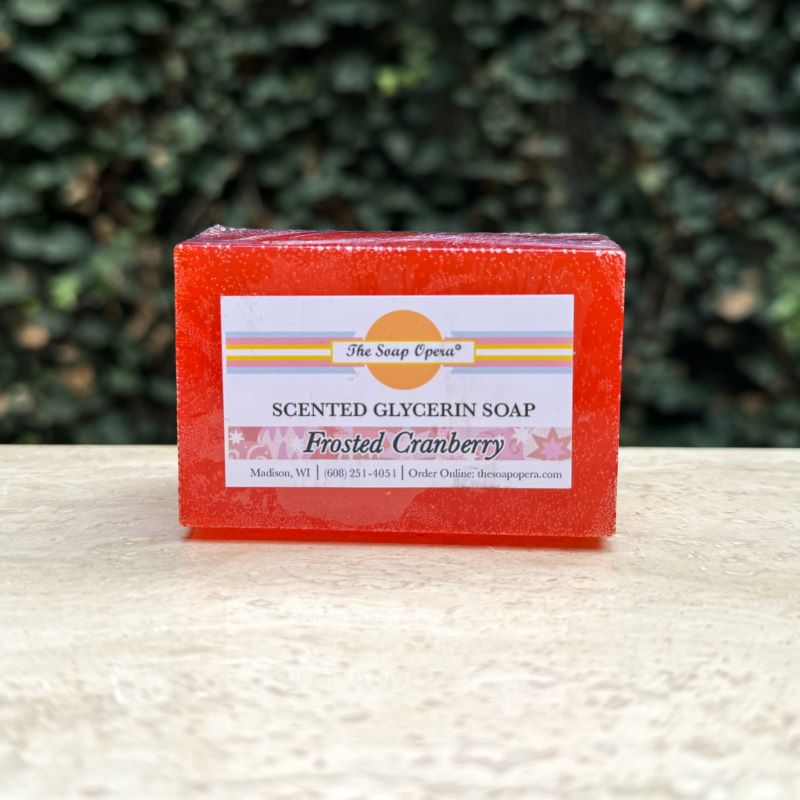 The Soap Opera®
SCENTED GLYCERIN SOAP
Frosted Cranberry
Madison, WI | (608) 251-4051 | Order Online: thesoapopera.com